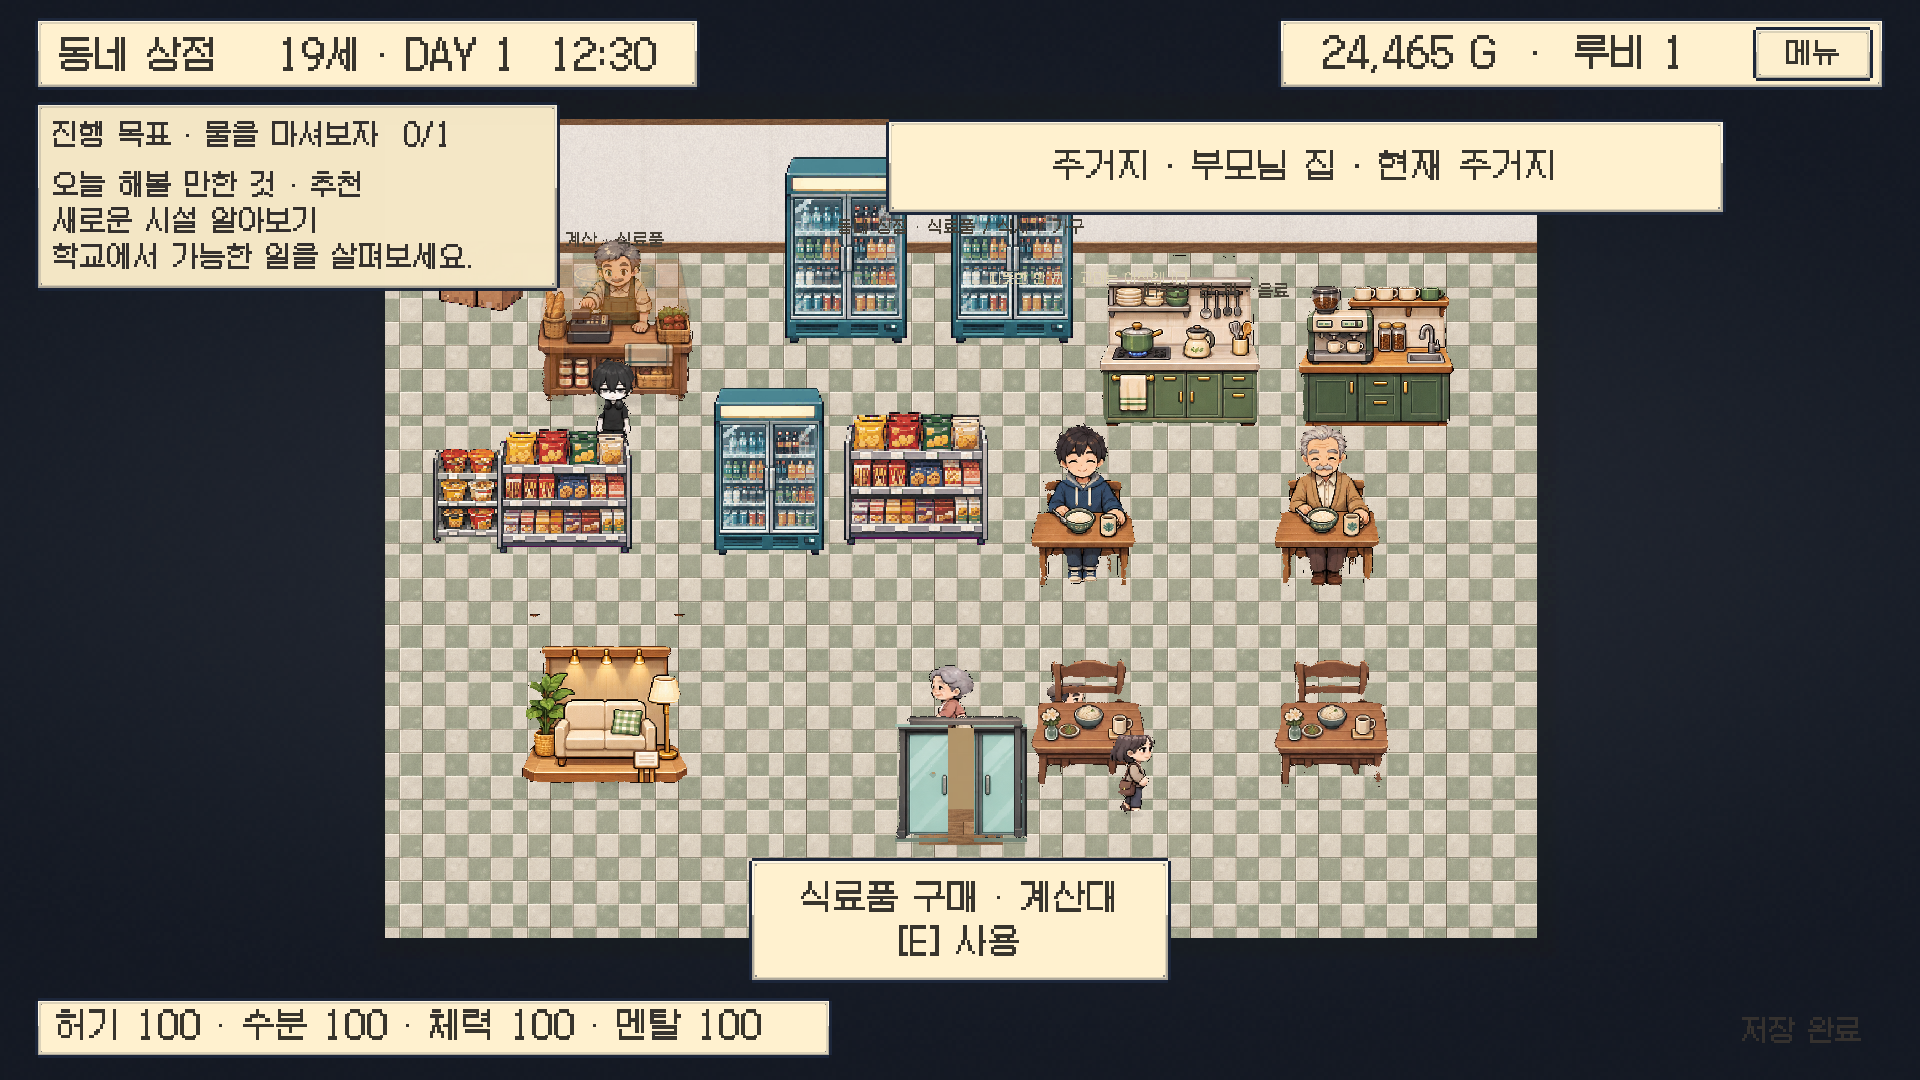 동네 상점 19세 · DAY 1 12:30
24,465 G · 루비 1
메뉴
진행 목표 · 물을 마셔보자 0/1
오늘 해볼 만한 것 · 추천
새로운 시설 알아보기
학교에서 가능한 일을 살펴보세요.
주거지 · 부모님 집 · 현재 주거지
계산 · 식료품
식료품 구매 · 계산대
[E] 사용
허기 100 · 수분 100 · 체력 100 · 멘탈 100
저장 완료